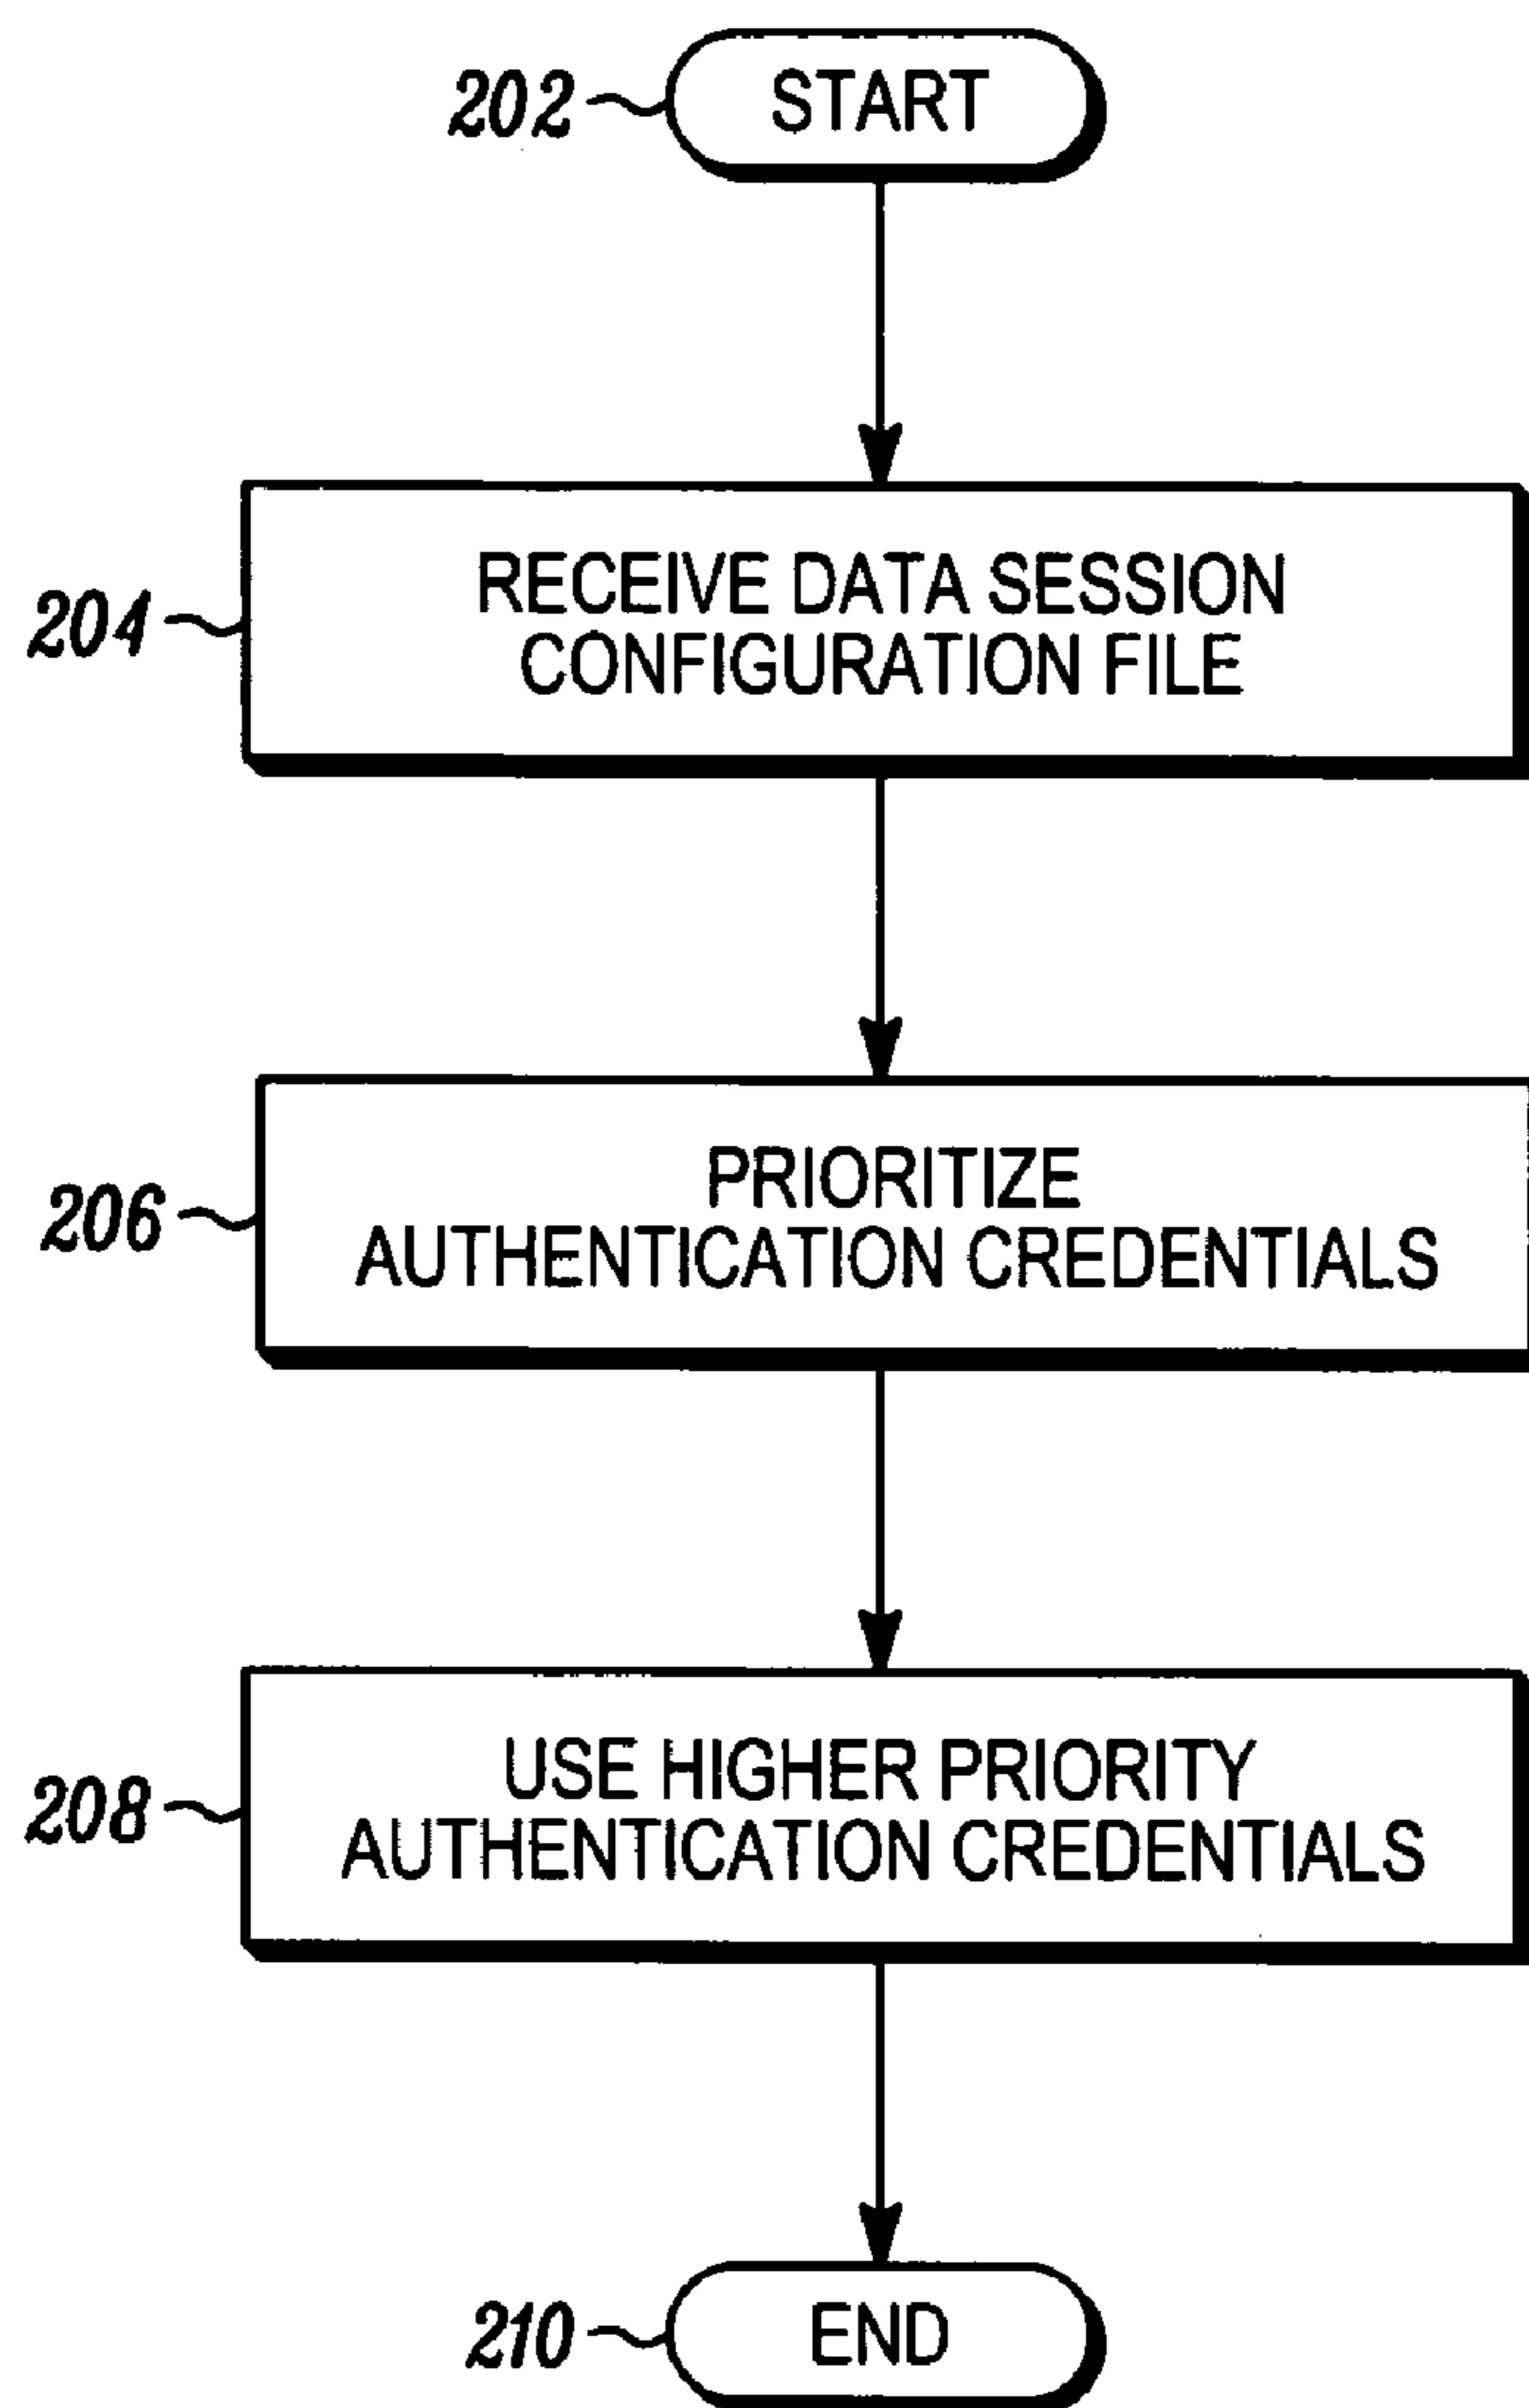 202 START
204 RECEIVE DATA SESSION
CONFIGURATION FILE
206 PRIORITIZE
AUTHENTICATION CREDENTIALS
208 USE HIGHER PRIORITY
AUTHENTICATION CREDENTIALS
210 END